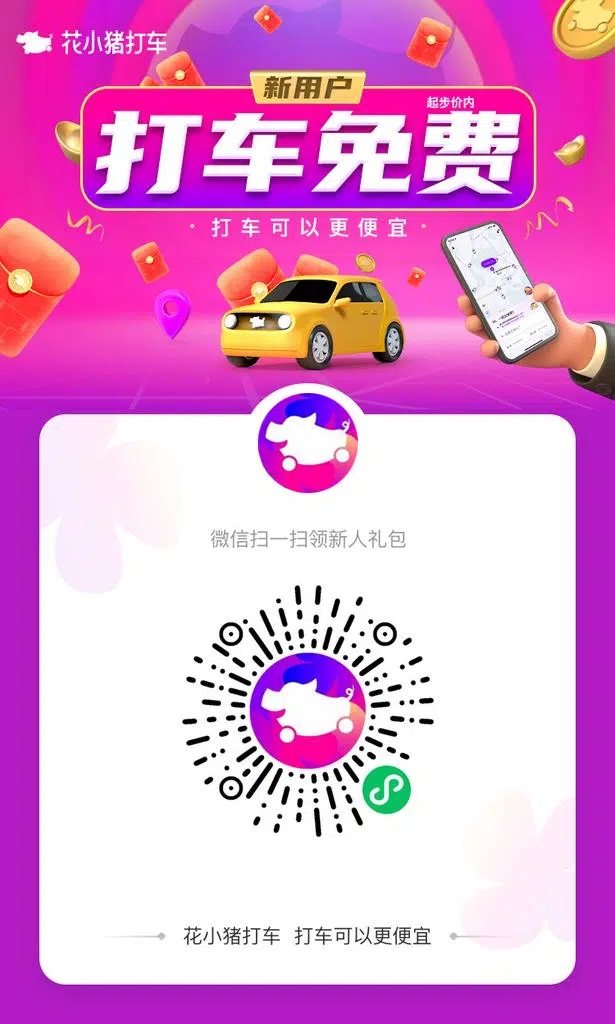 花小猪打车
新用户
起步价内
打车免费
·打车可以更便宜·
微信扫一扫领新人礼包
花小猪打车 打车可以更便宜